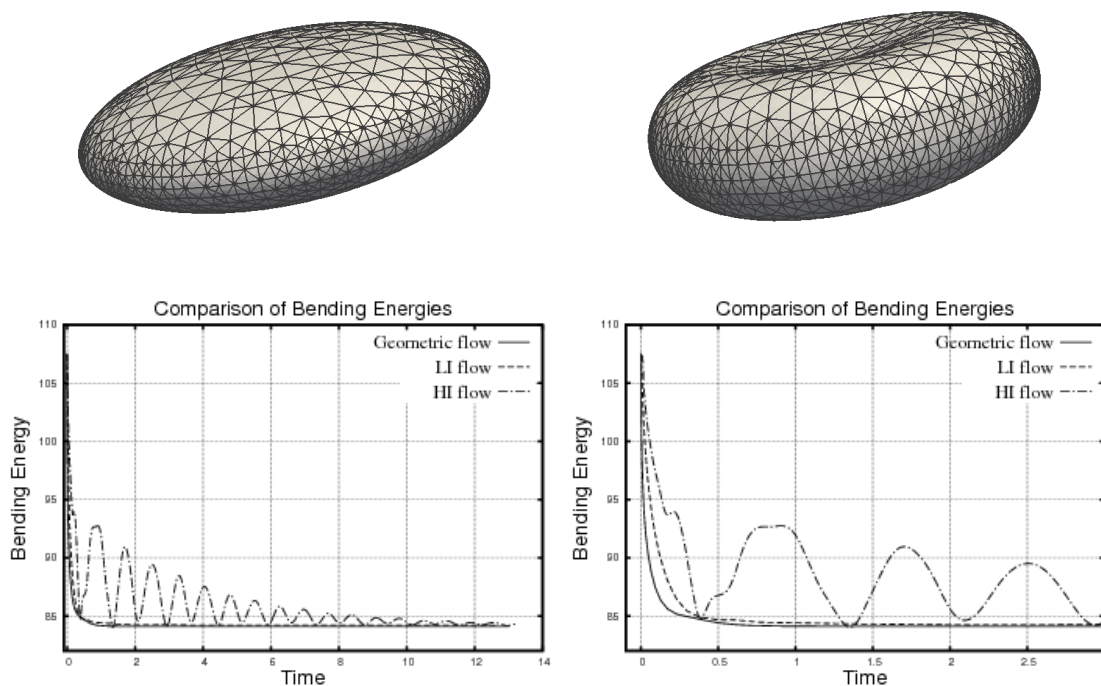 Comparison of Bending Energies
110
105
100
95
90
85
Bending Energy
Geometric flow
LI flow
HI flow
0 2 4 6 8 10 12 14
Time
Comparison of Bending Energies
110
105
100
95
90
85
Bending Energy
Geometric flow
LI flow
HI flow
0 0.5 1 1.5 2 2.5
Time